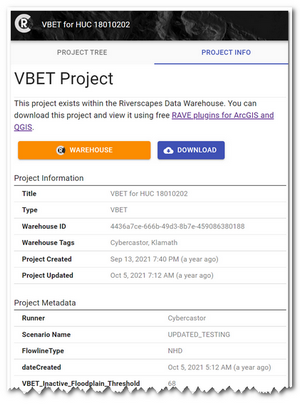 VBET for HUC 18010202
PROJECT TREE
PROJECT INFO
VBET Project
This project exists within the Riverscapes Data Warehouse. You can
download this project and view it using free RAVE plugins for ArcGIS and
QGIS.
WAREHOUSE
DOWNLOAD
Project Information
Title VBET for HUC 18010202
Type VBET
Warehouse ID 4436a7ce-666b-49d3-8b7e-459086380188
Warehouse Tags Cybercastor, Klamath
Project Created Sep 13, 2021 7:40 PM (a year ago)
Project Updated Oct 5, 2021 7:12 AM (a year ago)
Project Metadata
Runner Cybercastor
Scenario Name UPDATED_TESTING
FlowlineType NHD
dateCreated Oct 5, 2021 5:12 AM (a year ago)
VBET_Inactive_Floodplain_Threshold 68